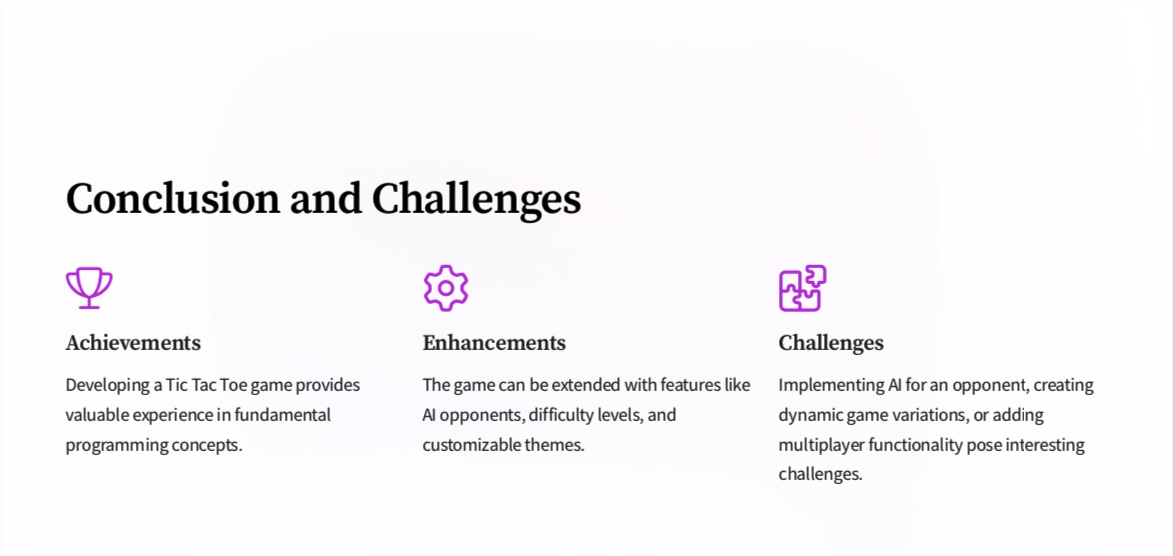 Conclusion and Challenges
Achievements
Developing a Tic Tac Toe game provides
valuable experience in fundamental
programming concepts.
Enhancements
The game can be extended with features like
AI opponents, difficulty levels, and
customizable themes.
Challenges
Implementing AI for an opponent, creating
dynamic game variations, or adding
multiplayer functionality pose interesting
challenges.